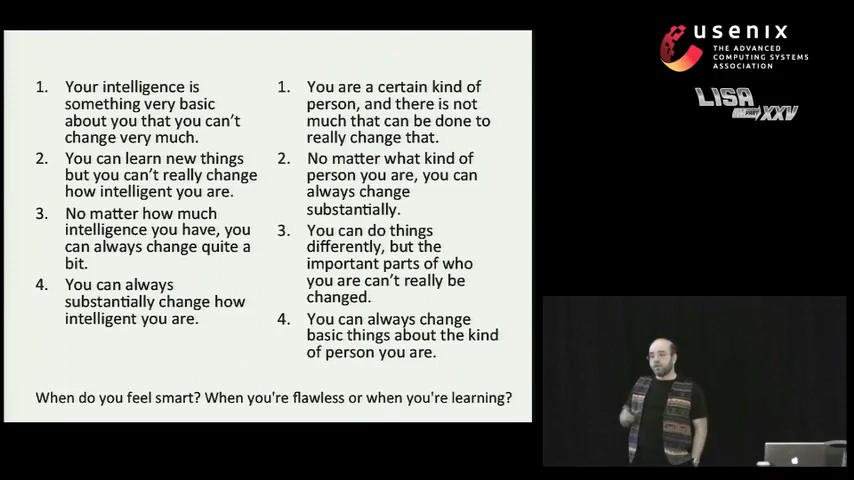 1. Your intelligence is
something very basic
about you that you can't
change very much.
2. You can learn new things
but you can't really change
how intelligent you are.
3. No matter how much
intelligence you have, you
can always change quite a
bit.
4. You can always
substantially change how
intelligent you are.
1. You are a certain kind of
person, and there is not
much that can be done to
really change that.
2. No matter what kind of
person you are, you can
always change
substantially.
3. You can do things
differently, but the
important parts of who
you are can't really be
changed.
4. You can always change
basic things about the kind
of person you are.
When do you feel smart? When you're flawless or when you're learning?
usenix
THE ADVANCED
COMPUTING SYSTEMS
ASSOCIATION
LISA
XXV